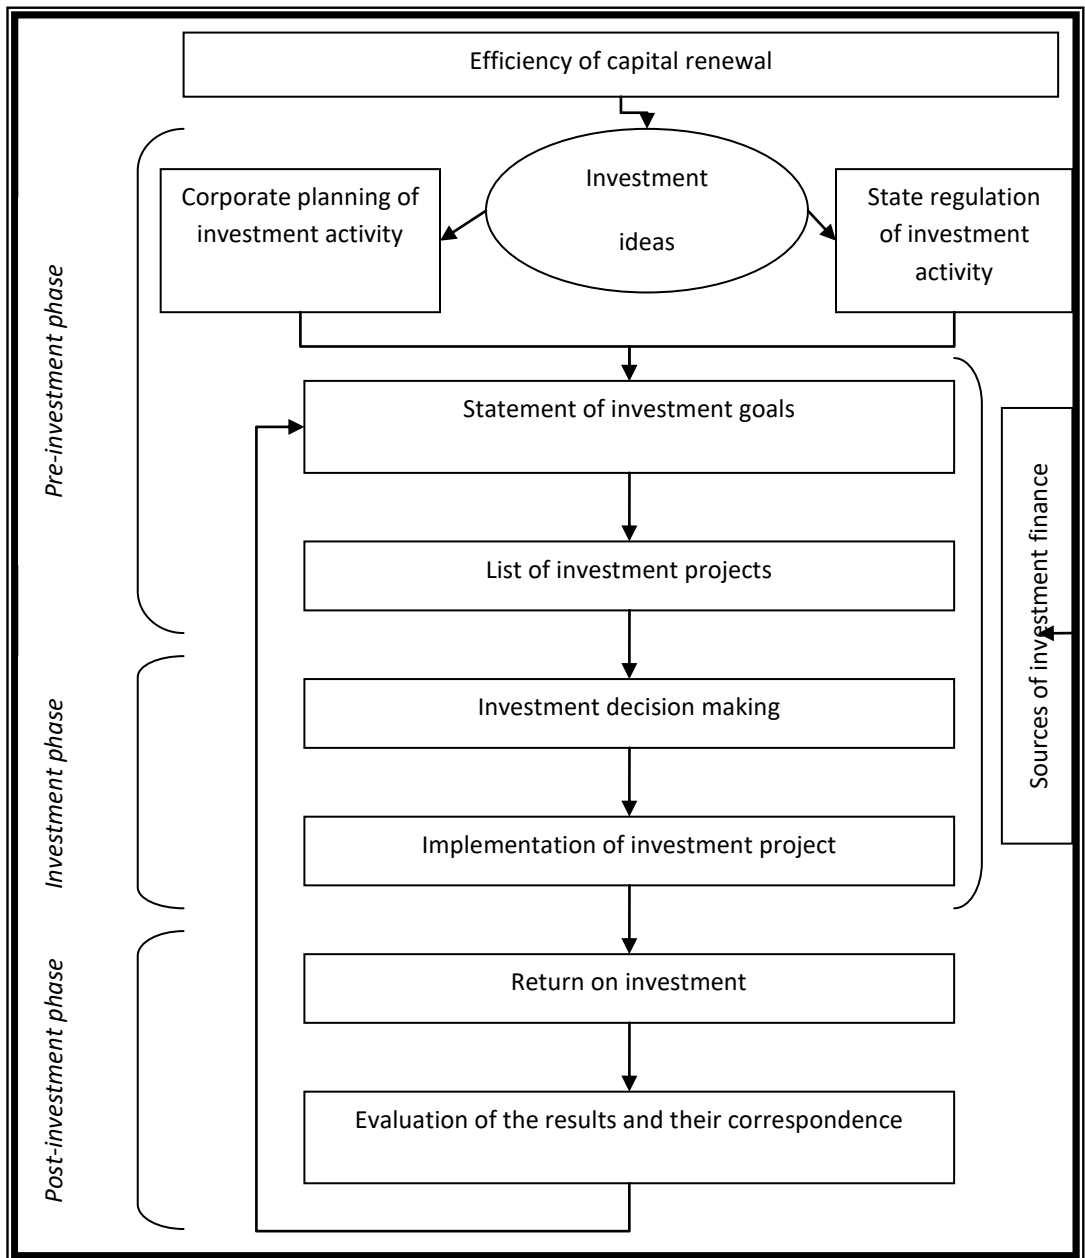 Efficiency of capital renewal
Investment
ideas
Corporate planning of
investment activity
State regulation
of investment
activity
Pre-investment phase
Statement of investment goals
List of investment projects
Sources of investment finance
Investment phase
Investment decision making
Implementation of investment project
Post-investment phase
Return on investment
Evaluation of the results and their correspondence